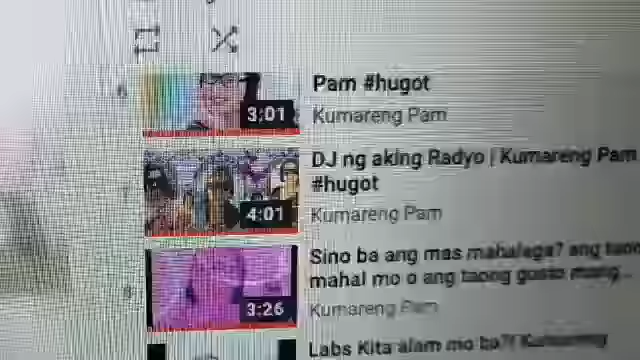 Pam #hugot
3:01
Kumareng Pam
DJ ng aking Radyo | Kumareng Pam
#hugot
4:01
Kumareng Pam
Sino ba ang mas mahalaga? ang taong
mahal mo o ang taong gusto mong...
3:26
Kumareng Pam
Labs Kita alam mo ba?! Kumareng